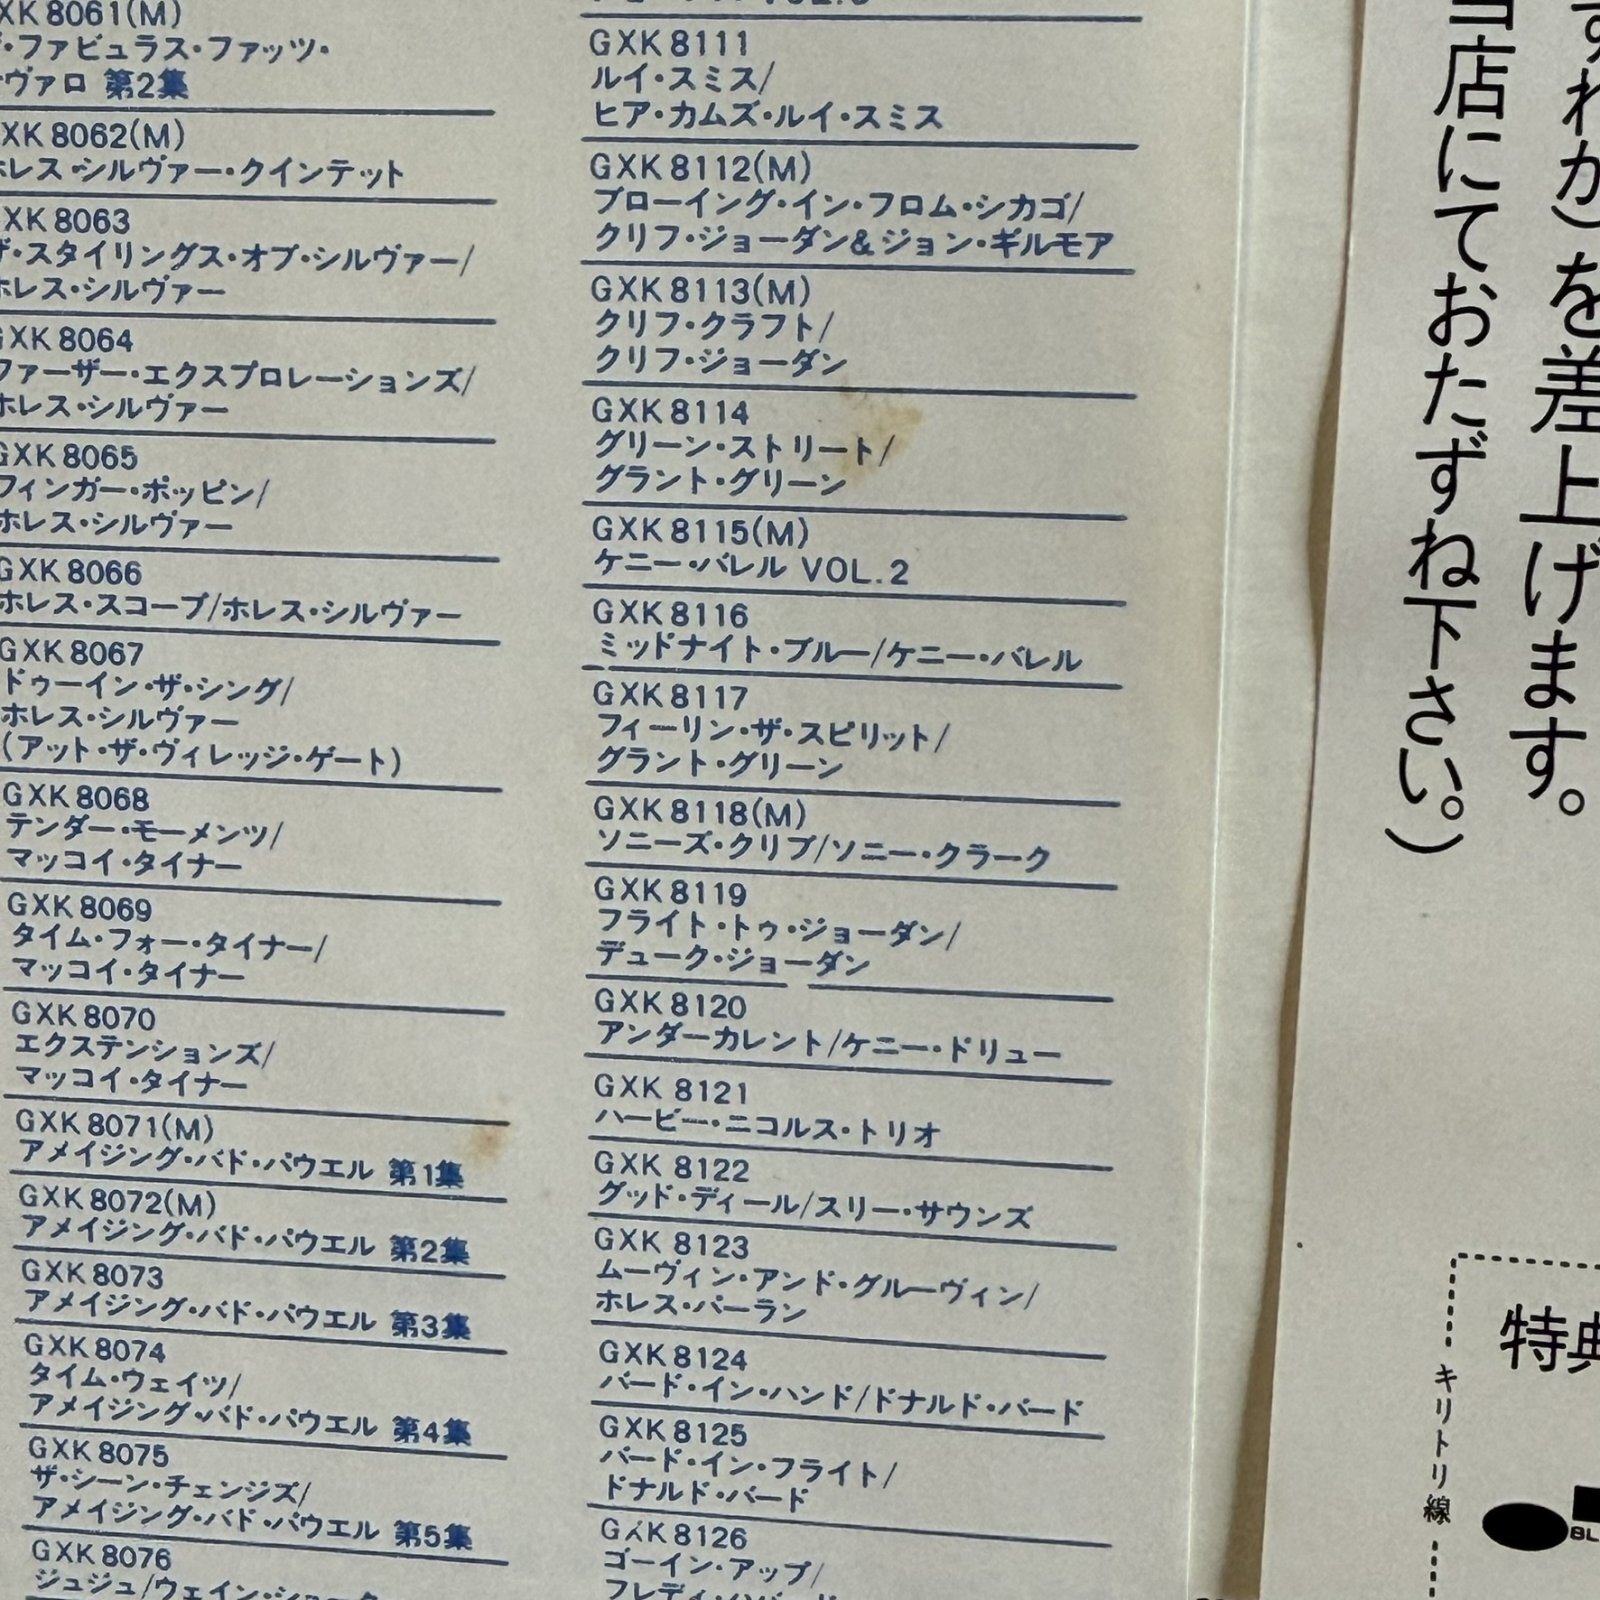 XK 8061(M)
・ファビュラス・ファッツ・
ヴァロ 第2集
XK 8062(M)
ホレス・シルヴァー・クインテット
XK 8063
ザ・スタイリングス・オブ・シルヴァー/
ホレス・シルヴァー
GXK 8064
ファーザー・エクスプロレーションズ/
ホレス・シルヴァー
GXK 8065
フィンガー・ポッピン/
ホレス・シルヴァー
GXK 8066
ホレス・スコープ/ホレス・シルヴァー
GXK 8067
ドゥーイン・ザ・シング/
ホレス・シルヴァー
(アット・ザ・ヴィレッジ・ゲート)
GXK 8068
テンダー・モーメンツ/
マッコイ・タイナー
GXK 8069
タイム・フォー・タイナー/
マッコイ・タイナー
GXK 8070
エクステンションズ/
マッコイ・タイナー
GXK 8071(M)
アメイジング・バド・パウエル 第1集
GXK 8072(M)
アメイジング・バド・パウエル 第2集
GXK 8073
アメイジング・バド・パウエル 第3集
GXK 8074
タイム・ウェイツ/
アメイジング・バド・パウエル 第4集
GXK 8075
ザ・シーン・チェンジズ/
アメイジング・バド・パウエル 第5集
GXK 8076
ジュジュ/ウェイン・ショーター
GXK 8111
ルイ・スミス/
ヒア・カムズ・ルイ・スミス
GXK 8112(M)
ブローイング・イン・フロム・シカゴ/
クリフ・ジョーダン&ジョン・ギルモア
GXK 8113(M)
クリフ・クラフト/
クリフ・ジョーダン
GXK 8114
グリーン・ストリート/
グラント・グリーン
GXK 8115(M)
ケニー・バレル VOL.2
GXK 8116
ミッドナイト・ブルー/ケニー・バレル
GXK 8117
フィーリン・ザ・スピリット/
グラント・グリーン
GXK 8118(M)
ソニーズ・クリブ/ソニー・クラーク
GXK 8119
フライト・トゥ・ジョーダン/
デューク・ジョーダン
GXK 8120
アンダーカレント/ケニー・ドリュー
GXK 8121
ハービー・ニコルス・トリオ
GXK 8122
グッド・ディール/スリー・サウンズ
GXK 8123
ムーヴィン・アンド・グルーヴィン/
ホレス・パーラン
GXK 8124
バード・イン・ハンド/ドナルド・バード
GXK 8125
バード・イン・フライト/
ドナルド・バード
GXK 8126
ゴーイン・アップ/
フレディ・ハバード
ずれか)を差上げます。
当店にておたずね下さい。)
特典
キリトリ線
BL